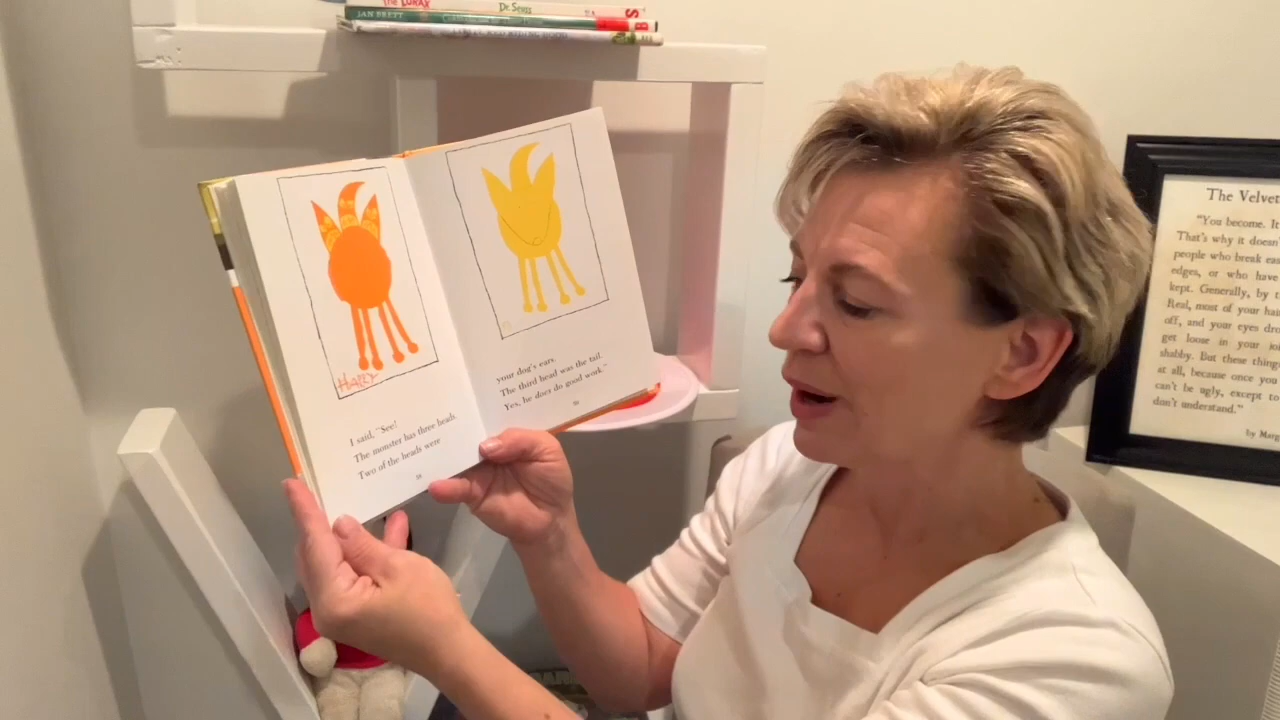 The LORAX Dr. Seuss
JAN BRETT
HARRY
I said, "See!
The monster has three heads.
Two of the heads were
your dog's ears.
The third head was the tail.
Yes, he does do good work."
The Velvet
"You become. It
That's why it doesn
people who break eas
edges, or who have
kept. Generally, by
Real, most of your hai
off, and your eyes dr
get loose in your joi
shabby. But these thing
at all, because once you
can't be ugly, except to
don't understand."
by Marg